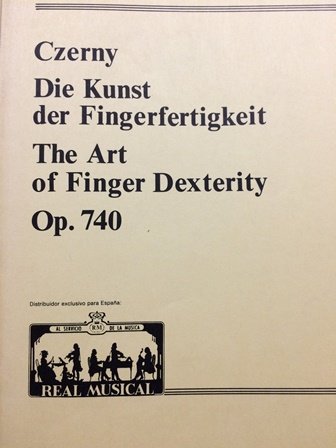 Czerny
Die Kunst
der Fingerfertigkeit
The Art
of Finger Dexterity
Op. 740
Distribuidor exclusivo para España:
AL SERVICIO RM DE LA MUSICA
REAL MUSICAL